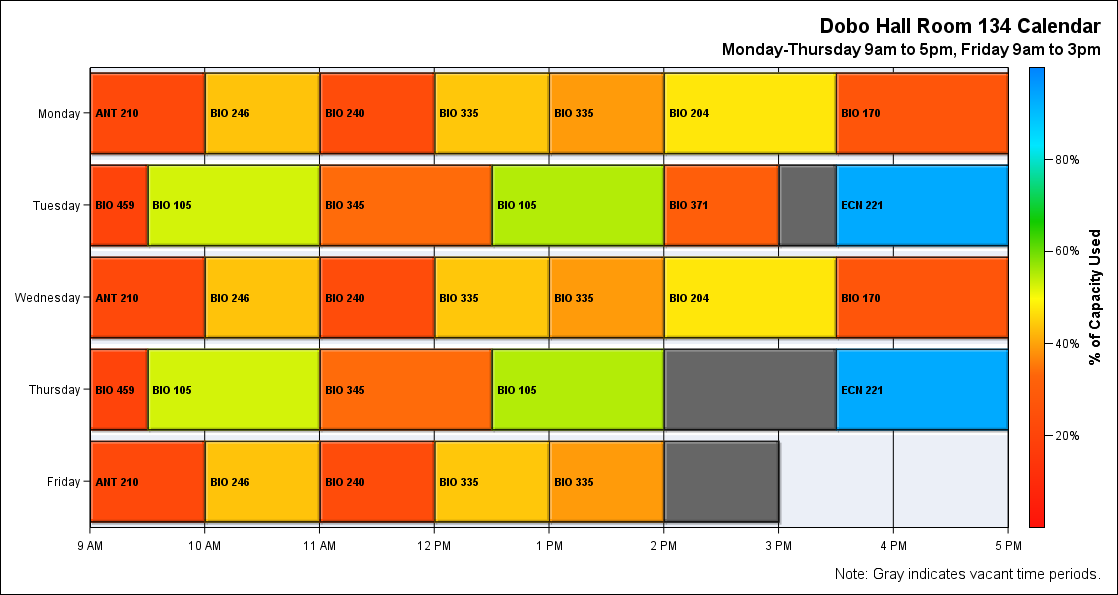 Dobo Hall Room 134 Calendar
Monday-Thursday 9am to 5pm, Friday 9am to 3pm
Monday
ANT 210
BIO 246
BIO 240
BIO 335
BIO 335
BIO 204
BIO 170
Tuesday
BIO 459
BIO 105
BIO 345
BIO 105
BIO 371
ECN 221
Wednesday
ANT 210
BIO 246
BIO 240
BIO 335
BIO 335
BIO 204
BIO 170
Thursday
BIO 459
BIO 105
BIO 345
BIO 105
ECN 221
Friday
ANT 210
BIO 246
BIO 240
BIO 335
BIO 335
9 AM
10 AM
11 AM
12 PM
1 PM
2 PM
3 PM
4 PM
5 PM
80%
60%
40%
20%
% of Capacity Used
Note: Gray indicates vacant time periods.